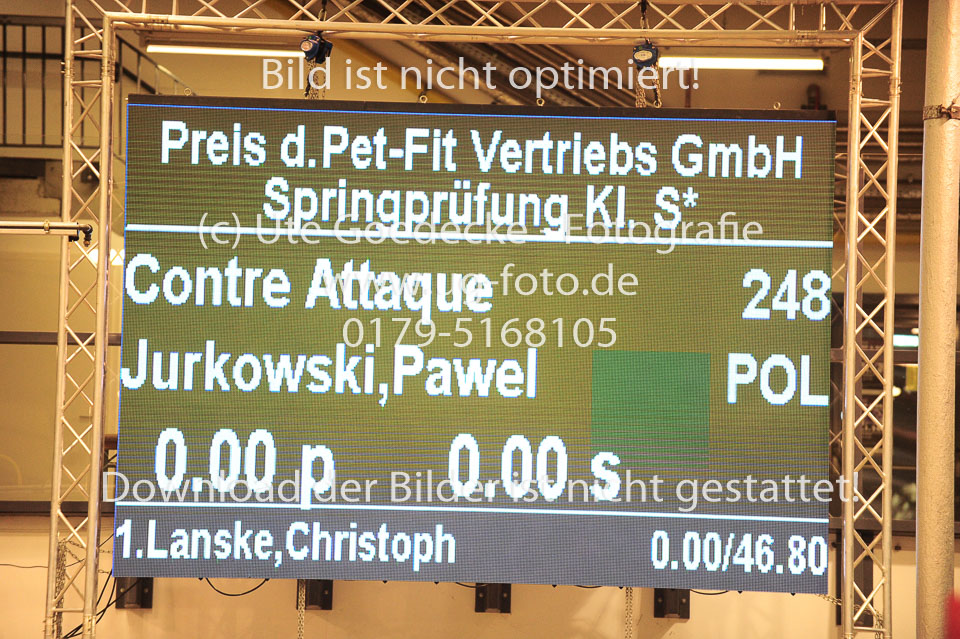 Bild ist nicht optimiert!
Preis d.Pet-Fit Vertriebs GmbH
Springprüfung Kl. S*
(c) Ute Goedecke - Fotografie
Contre Attaque 248
www.ug-foto.de
0179-5168105
Jurkowski,Pawel POL
0.00 p 0.00 s
Download der Bilder ist nicht gestattet!
1.Lanske,Christoph 0.00/46.80